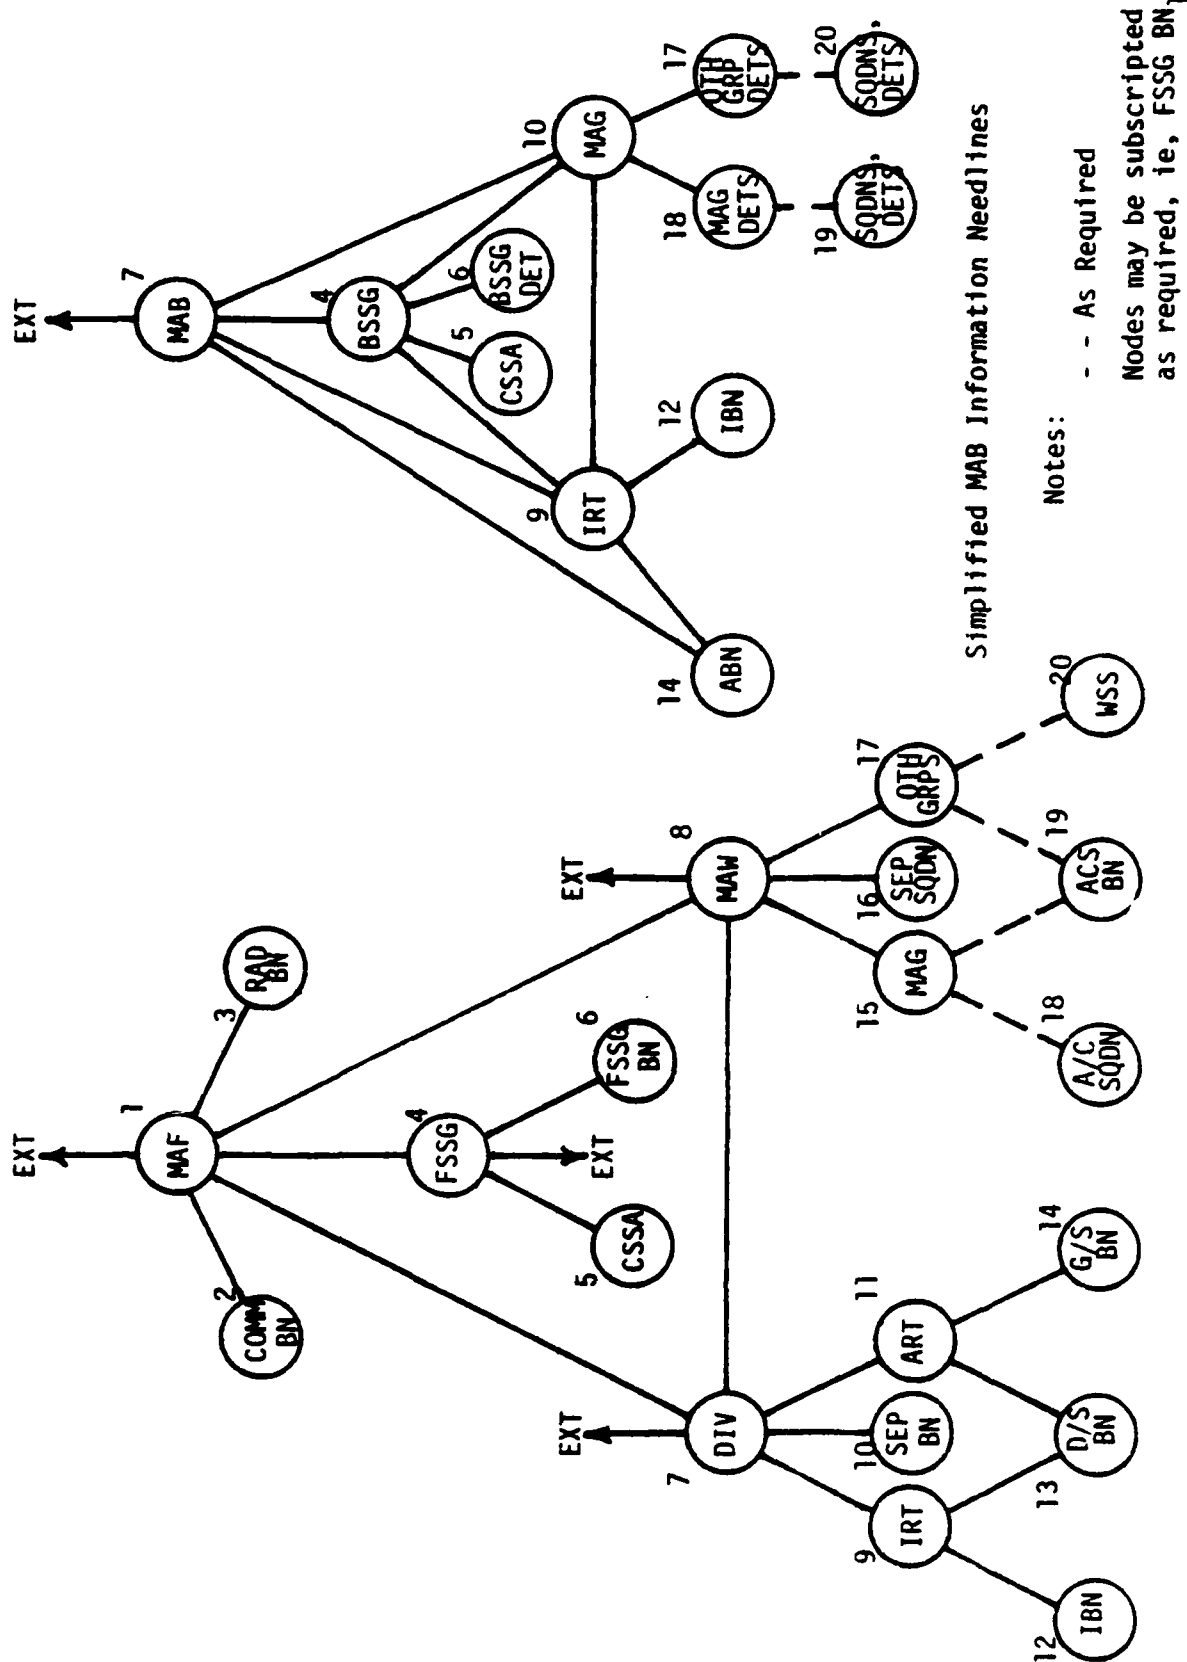 EXT
1
MAF
2
COMM
BN
3
RAD
BN
4
FSSG
5
CSSA
6
FSSG
BN
EXT
EXT
7
DIV
EXT
8
MAW
9
IRT
10
SEP
BN
11
ART
12
IBN
13
D/S
BN
14
G/S
BN
15
MAG
16
SEP
SQDN
17
OTH
GRPS
18
A/C
SQDN
19
ACS
BN
20
WSS
EXT
7
MAB
4
BSSG
5
CSSA
6
BSSG
DET
9
IRT
10
MAG
14
ABN
12
IBN
18
MAG
DETS
17
OTH
GRP
DETS
19
SQDNS,
DETS
20
SQDNS,
DETS
Simplified MAB Information Needlines
Notes:
- - As Required
Nodes may be subscripted
as required, ie, FSSG BN1